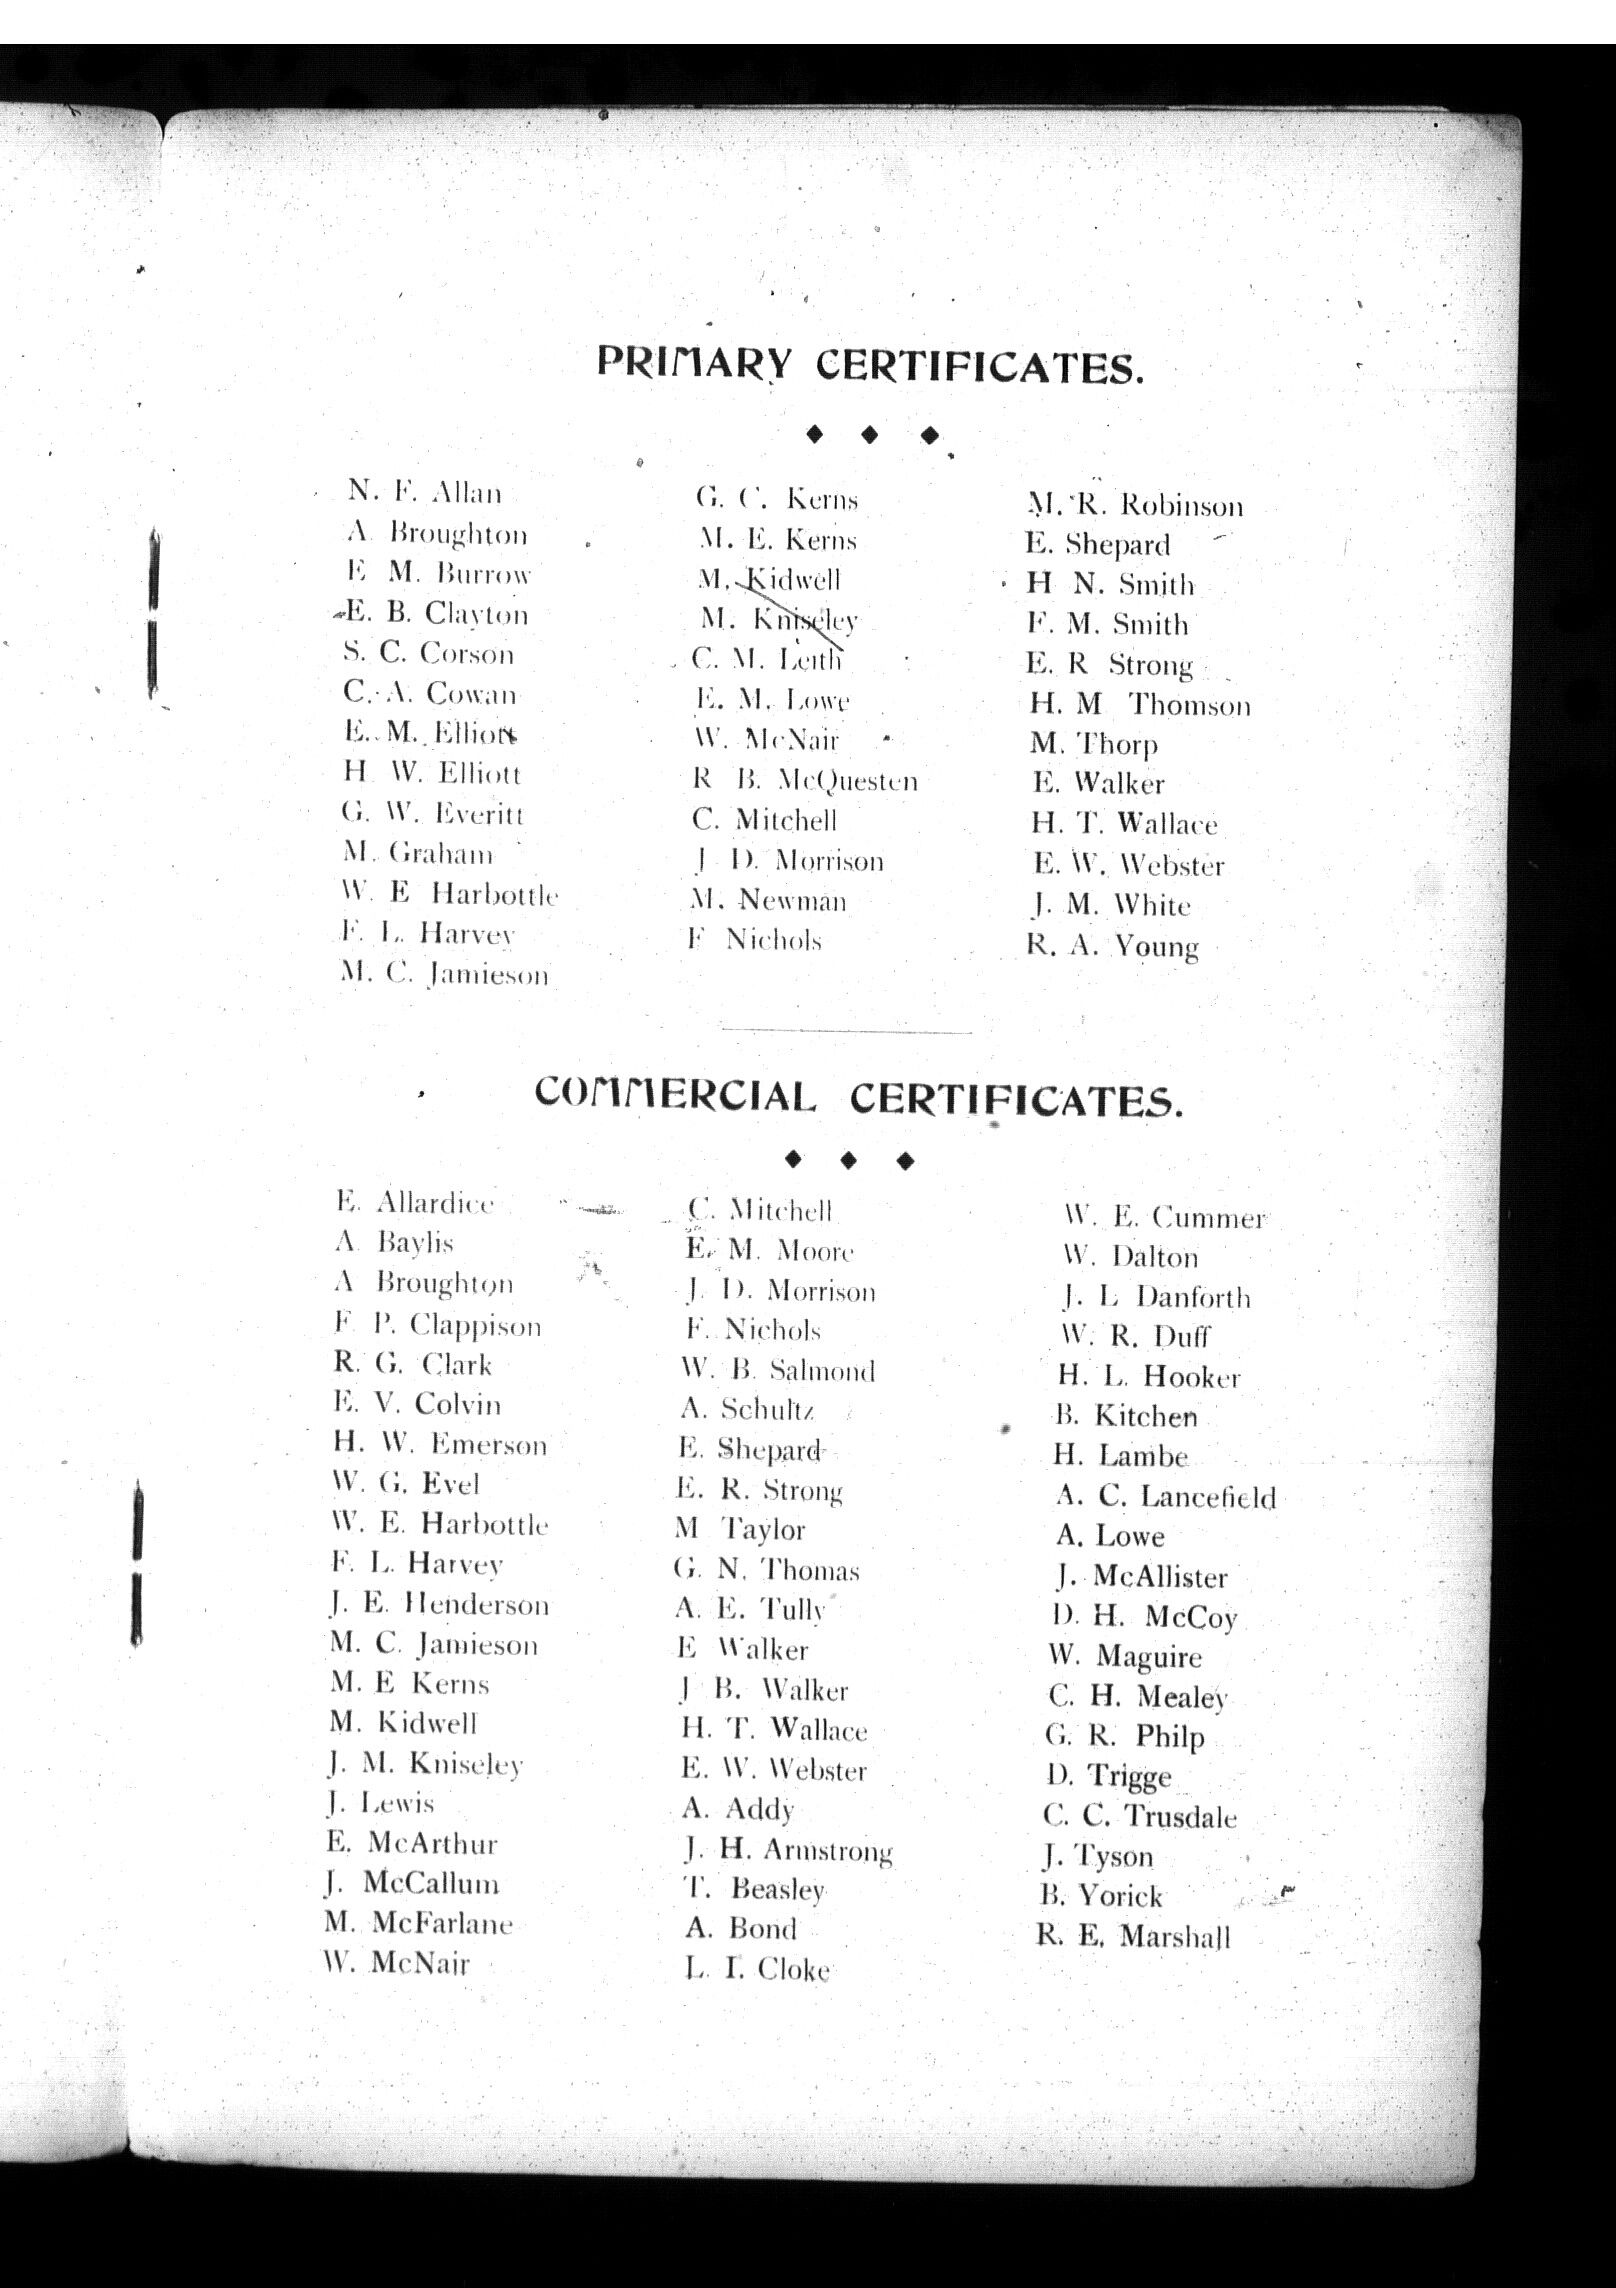 PRIMARY CERTIFICATES.
N. F. Allan
A. Broughton
E M. Burrow
E. B. Clayton
S. C. Corson
C. A. Cowan
E. M. Elliott
H W. Elliott
G. W. Everitt
M. Graham
W. E Harbottle
F. L. Harvey
M. C. Jamieson
G. C. Kerns
M. E. Kerns
M. Kidwell
M. Kniseley
C. M. Leith
E. M. Lowe
W. McNair
R B. McQuesten
C. Mitchell
J D. Morrison
M. Newman
F Nichols
M. R. Robinson
E. Shepard
H N. Smith
F. M. Smith
E. R Strong
H. M Thomson
M. Thorp
E. Walker
H. T. Wallace
E. W. Webster
J. M. White
R. A. Young
COMMERCIAL CERTIFICATES.
E. Allardice
A Baylis
A Broughton
F P. Clappison
R. G. Clark
E. V. Colvin
H. W. Emerson
W. G. Evel
W. E. Harbottle
F. L. Harvey
J. E. Henderson
M. C. Jamieson
M. E Kerns
M. Kidwell
J. M. Kniseley
J. Lewis
E. McArthur
J. McCallum
M. McFarlane
W. McNair
C. Mitchell
E. M. Moore
J. D. Morrison
F. Nichols
W. B. Salmond
A. Schultz
E. Shepard
E. R. Strong
M Taylor
G. N. Thomas
A. E. Tully
E Walker
J B. Walker
H. T. Wallace
E. W. Webster
A. Addy
J. H. Armstrong
T. Beasley
A. Bond
L. I. Cloke
W. E. Cummer
W. Dalton
J. L Danforth
W. R. Duff
H. L. Hooker
B. Kitchen
H. Lambe
A. C. Lancefield
A. Lowe
J. McAllister
D. H. McCoy
W. Maguire
C. H. Mealey
G. R. Philp
D. Trigge
C. C. Trusdale
J. Tyson
B. Yorick
R. E. Marshall